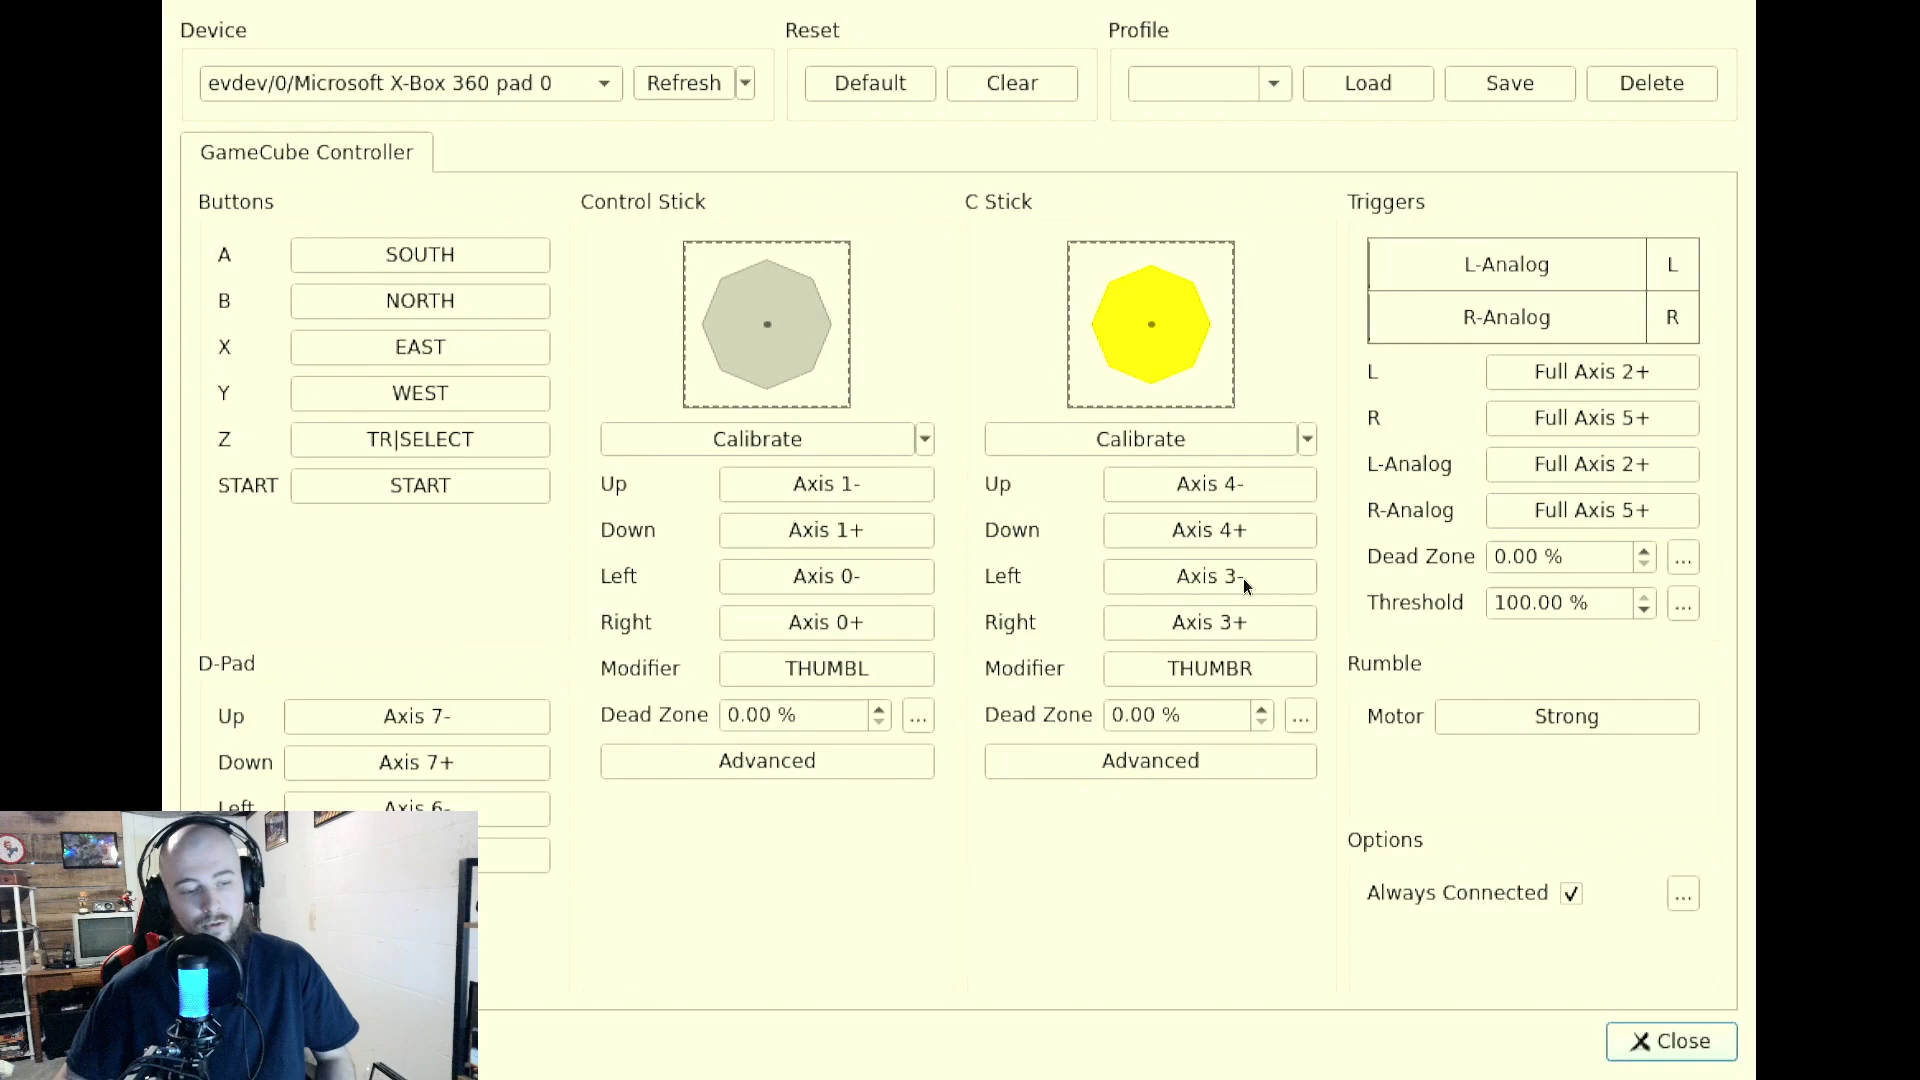 Device
Reset
Profile
evdev/0/Microsoft X-Box 360 pad 0
Refresh
Default
Clear
Load
Save
Delete
GameCube Controller
Buttons
A SOUTH
B NORTH
X EAST
Y WEST
Z TR|SELECT
START START
D-Pad
Up Axis 7-
Down Axis 7+
Left Axis 6-
Control Stick
Calibrate
Up Axis 1-
Down Axis 1+
Left Axis 0-
Right Axis 0+
Modifier THUMBL
Dead Zone 0.00 % ...
Advanced
C Stick
Calibrate
Up Axis 4-
Down Axis 4+
Left Axis 3-
Right Axis 3+
Modifier THUMBR
Dead Zone 0.00 % ...
Advanced
Triggers
L-Analog L
R-Analog R
L Full Axis 2+
R Full Axis 5+
L-Analog Full Axis 2+
R-Analog Full Axis 5+
Dead Zone 0.00 % ...
Threshold 100.00 % ...
Rumble
Motor Strong
Options
Always Connected ...
Close